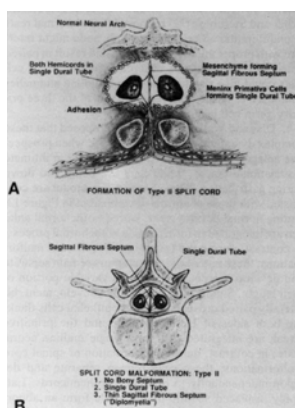 Normal Neural Arch
Both Hemicords in
Single Dural Tube
Mesenchyme forming
Sagittal Fibrous Septum
Meninx Primativa Cells
forming Single Dural Tube
Adhesion
A
FORMATION OF Type II SPLIT CORD
Sagittal Fibrous Septum
Single Dural Tube
SPLIT CORD MALFORMATION: Type II
1. No Bony Septum
2. Single Dural Tube
3. Thin Sagittal Fibrous Septum
("Diplomyelia")
B